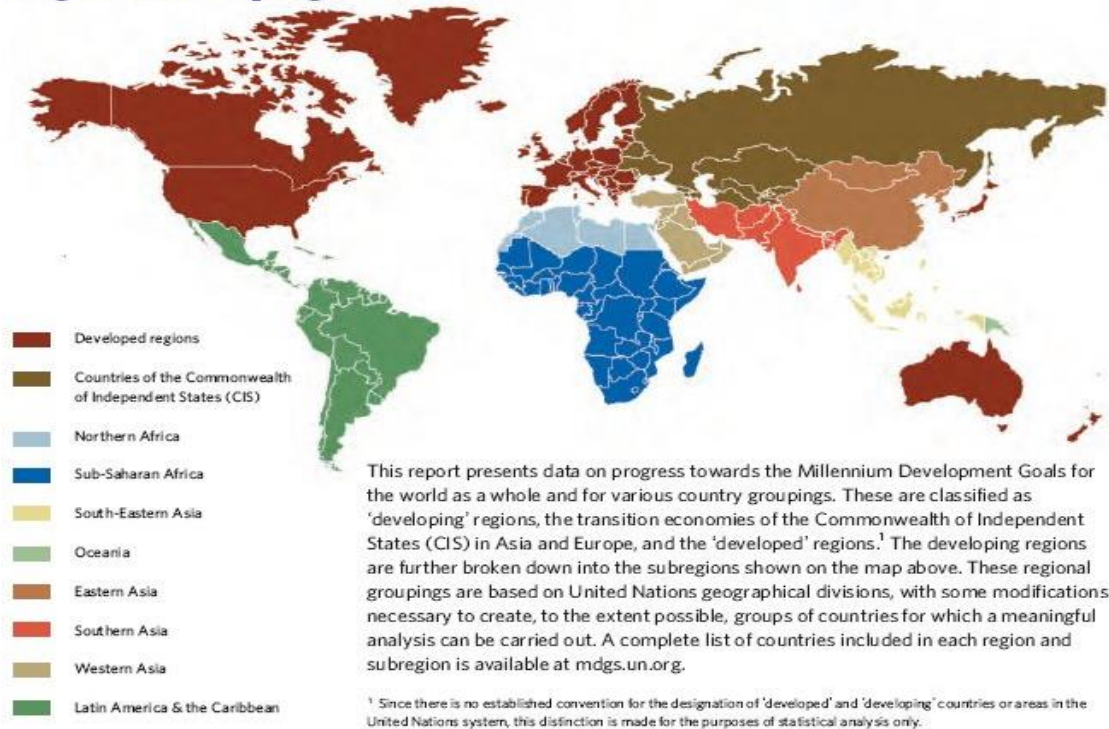 Developed regions
Countries of the Commonwealth
of Independent States (CIS)
Northern Africa
Sub-Saharan Africa
South-Eastern Asia
Oceania
Eastern Asia
Southern Asia
Western Asia
Latin America & the Caribbean
This report presents data on progress towards the Millennium Development Goals for
the world as a whole and for various country groupings. These are classified as
‘developing’ regions, the transition economies of the Commonwealth of Independent
States (CIS) in Asia and Europe, and the ‘developed’ regions.¹ The developing regions
are further broken down into the subregions shown on the map above. These regional
groupings are based on United Nations geographical divisions, with some modifications
necessary to create, to the extent possible, groups of countries for which a meaningful
analysis can be carried out. A complete list of countries included in each region and
subregion is available at mdgs.un.org.
¹ Since there is no established convention for the designation of ‘developed’ and ‘developing’ countries or areas in the
United Nations system, this distinction is made for the purposes of statistical analysis only.